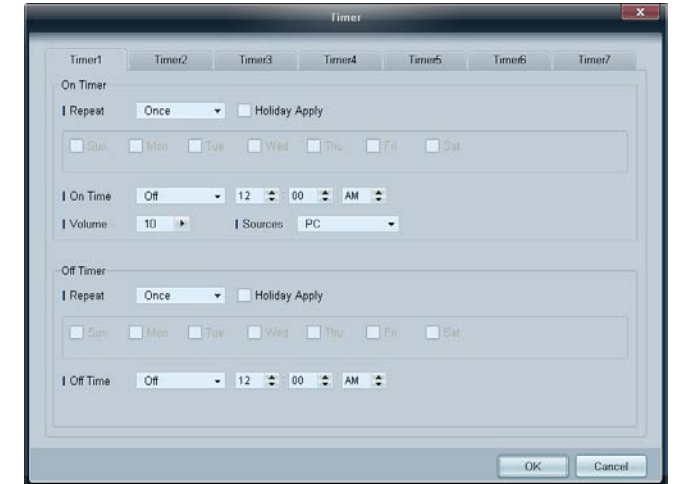 Timer
Timer1 Timer2 Timer3 Timer4 Timer5 Timer6 Timer7
On Timer
Repeat Once Holiday Apply
Sun Mon Tue Wed Thu Fri Sat
On Time Off 12 : 00 AM
Volume 10 Sources PC
Off Timer
Repeat Once Holiday Apply
Sun Mon Tue Wed Thu Fri Sat
Off Time Off 12 : 00 AM
OK Cancel